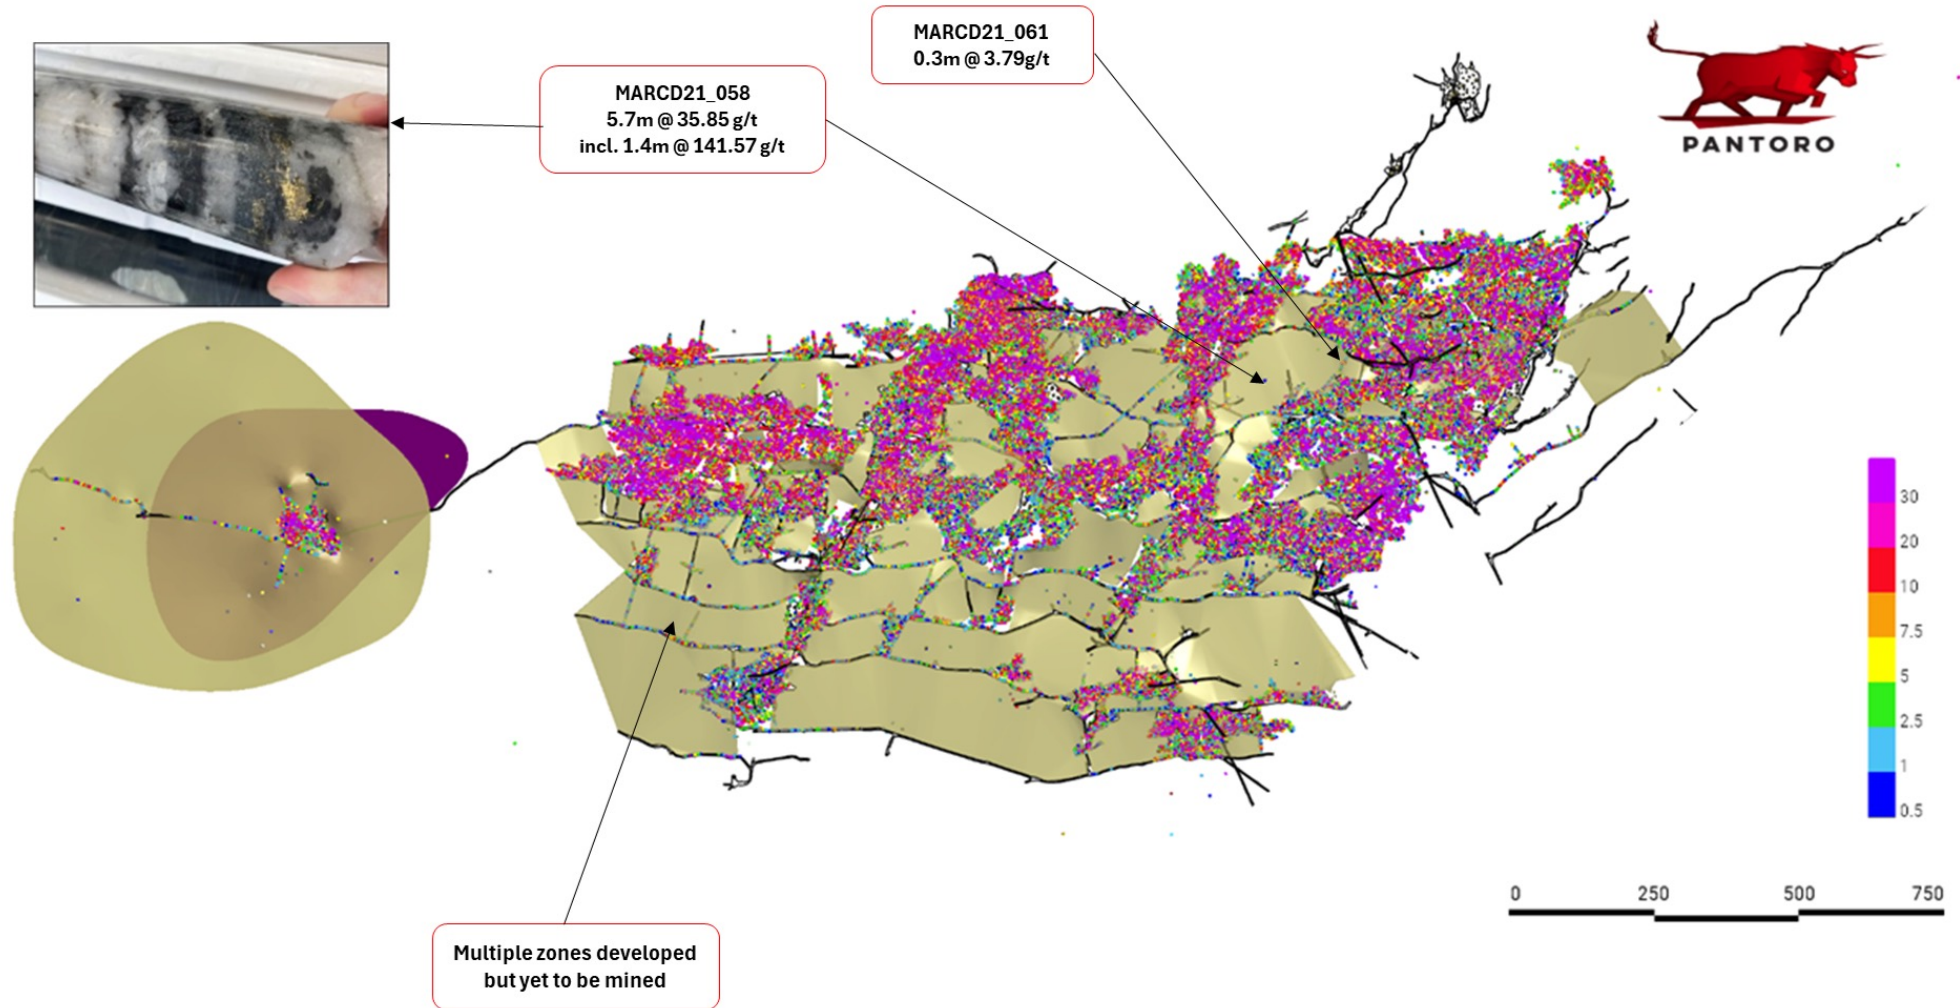 MARCD21_061
0.3m @ 3.79g/t
MARCD21_058
5.7m @ 35.85 g/t
incl. 1.4m @ 141.57 g/t
PANTORO
30
20
10
7.5
5
2.5
1
0.5
0 250 500 750
Multiple zones developed
but yet to be mined